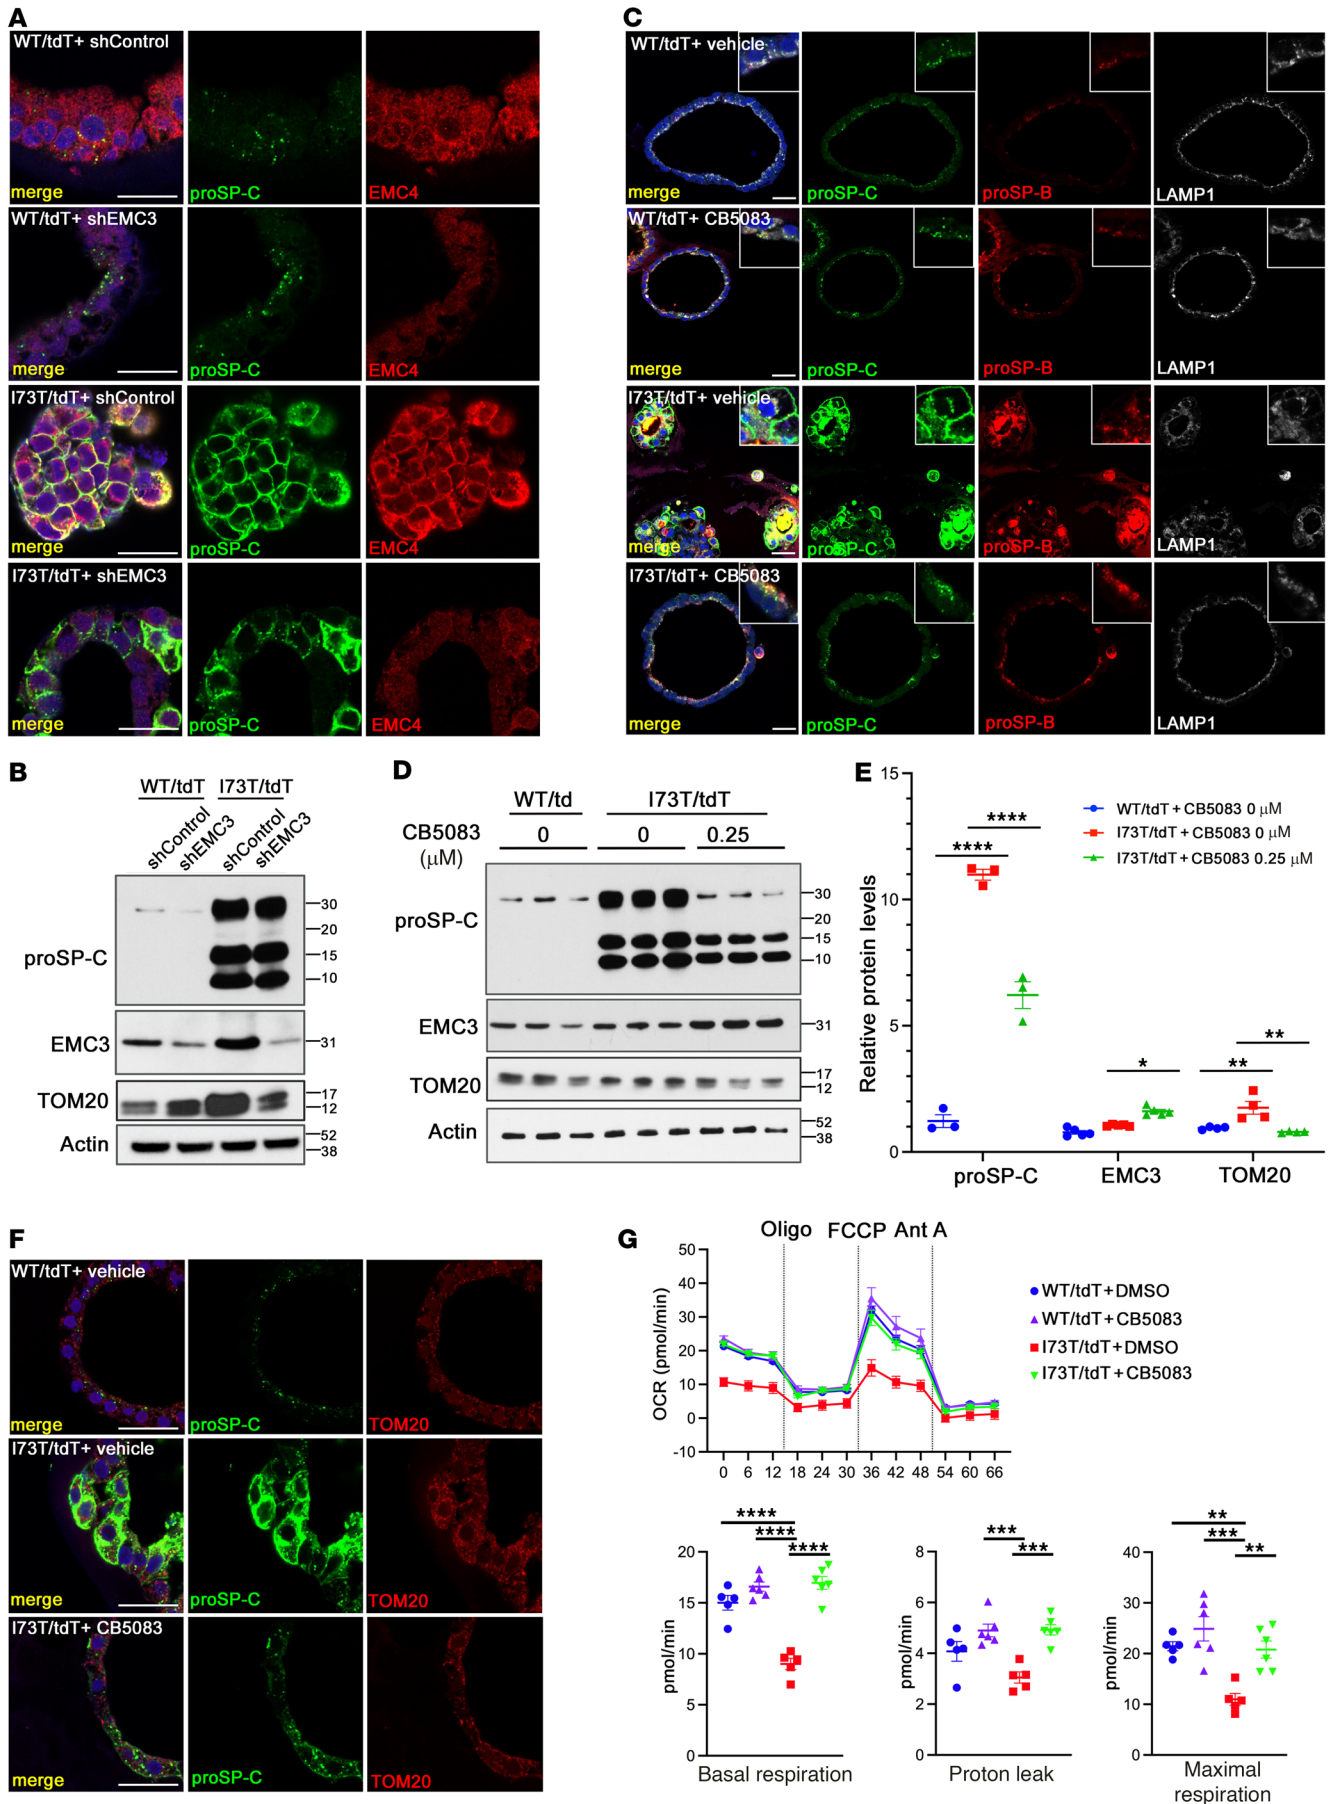 A
WT/tdT+ shControl
merge
proSP-C
EMC4
WT/tdT+ shEMC3
merge
proSP-C
EMC4
I73T/tdT+ shControl
merge
proSP-C
EMC4
I73T/tdT+ shEMC3
merge
proSP-C
EMC4
C
WT/tdT+ vehicle
merge
proSP-C
proSP-B
LAMP1
WT/tdT+ CB5083
merge
proSP-C
proSP-B
LAMP1
I73T/tdT+ vehicle
merge
proSP-C
proSP-B
LAMP1
I73T/tdT+ CB5083
merge
proSP-C
proSP-B
LAMP1
B
WT/tdT I73T/tdT
shControl
shEMC3
shControl
shEMC3
proSP-C
30
20
15
10
EMC3
31
TOM20
17
12
Actin
52
38
D
WT/td I73T/tdT
CB5083 0 0 0.25
(μM)
proSP-C
30
20
15
10
EMC3
31
TOM20
17
12
Actin
52
38
E
Relative protein levels
15
10
5
0
WT/tdT + CB5083 0 μM
I73T/tdT + CB5083 0 μM
I73T/tdT + CB5083 0.25 μM
****
****
*
**
**
proSP-C EMC3 TOM20
F
WT/tdT+ vehicle
merge
proSP-C
TOM20
I73T/tdT+ vehicle
merge
proSP-C
TOM20
I73T/tdT+ CB5083
merge
proSP-C
TOM20
G
Oligo FCCP Ant A
OCR (pmol/min)
50
40
30
20
10
0
-10
0 6 12 18 24 30 36 42 48 54 60 66
WT/tdT+DMSO
WT/tdT+CB5083
I73T/tdT+DMSO
I73T/tdT+CB5083
****
****
****
pmol/min
20
15
10
5
0
Basal respiration
***
***
pmol/min
8
6
4
2
0
Proton leak
**
***
**
pmol/min
40
30
20
10
0
Maximal
respiration